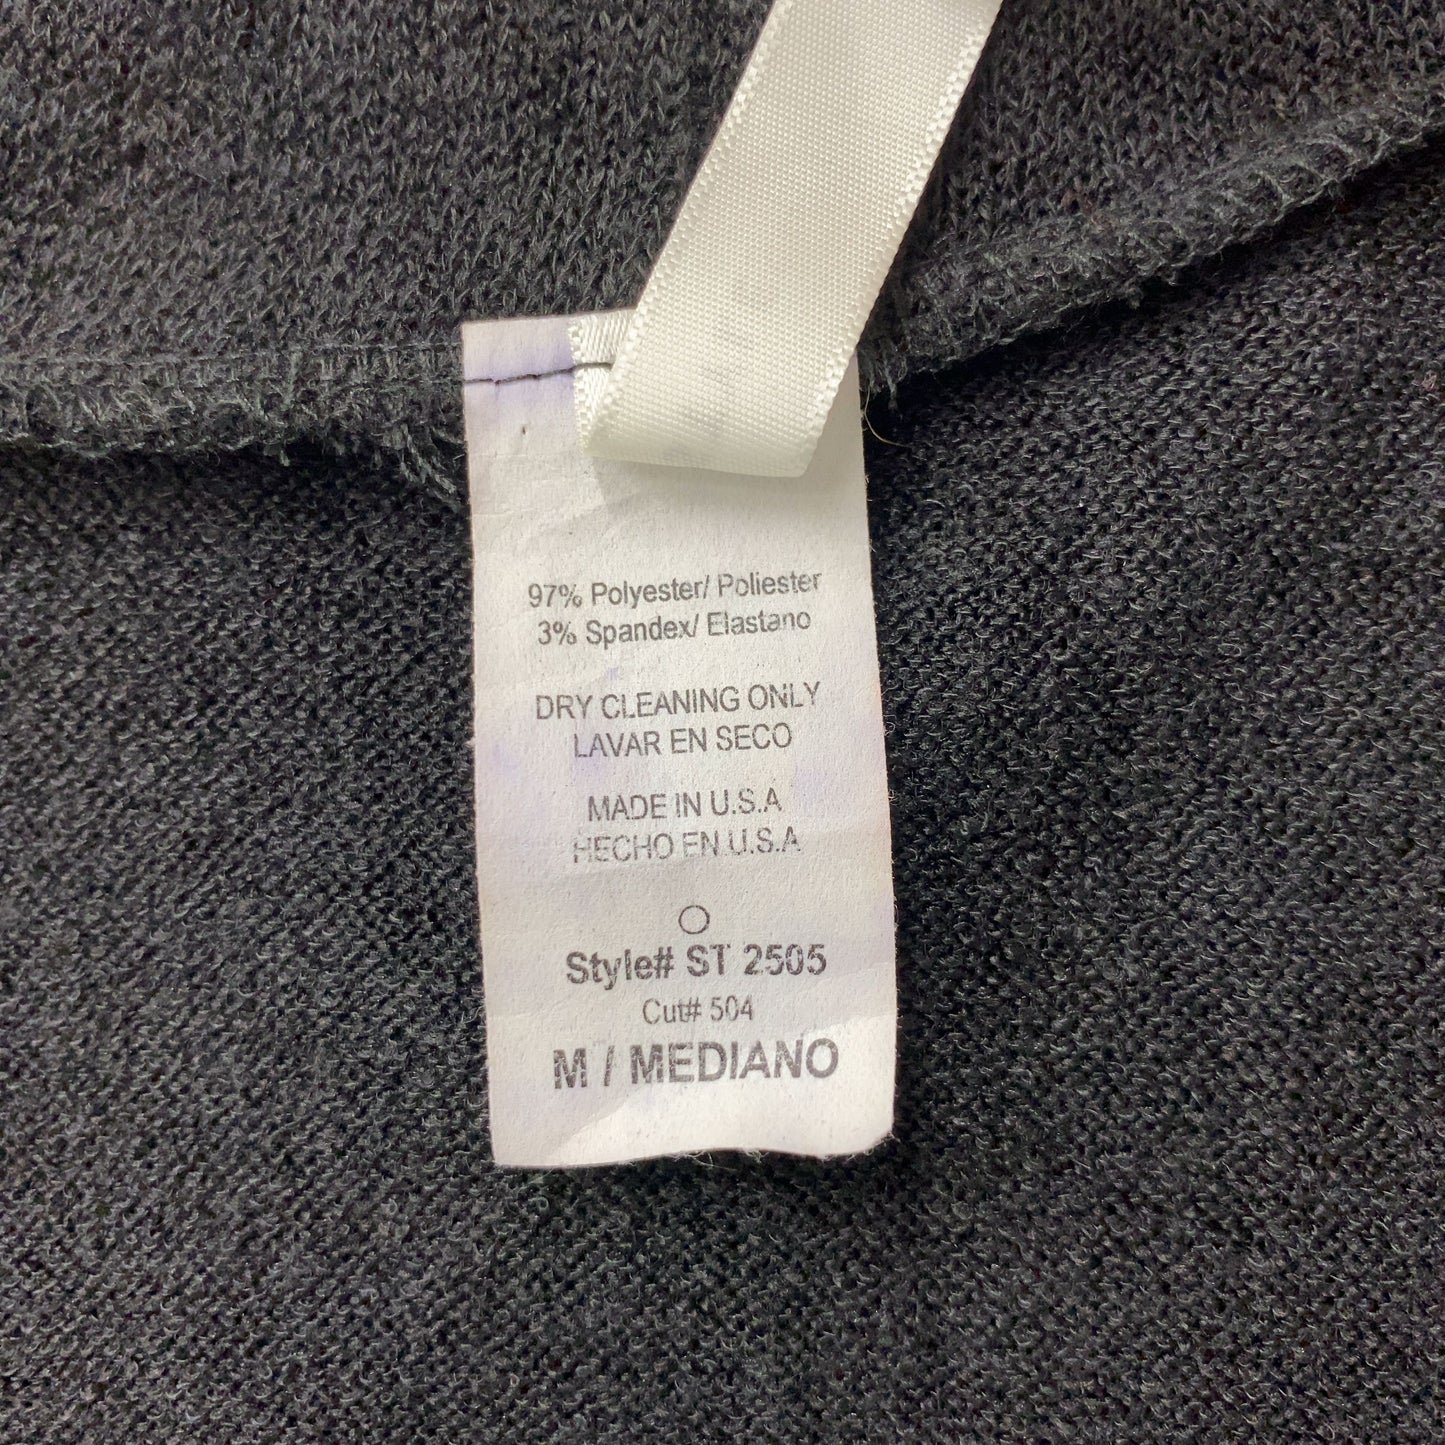 97% Polyester/ Poliester
3% Spandex/ Elastano
DRY CLEANING ONLY
LAVAR EN SECO
MADE IN U.S.A
HECHO EN U.S.A
Style# ST 2505
Cut# 504
M / MEDIANO